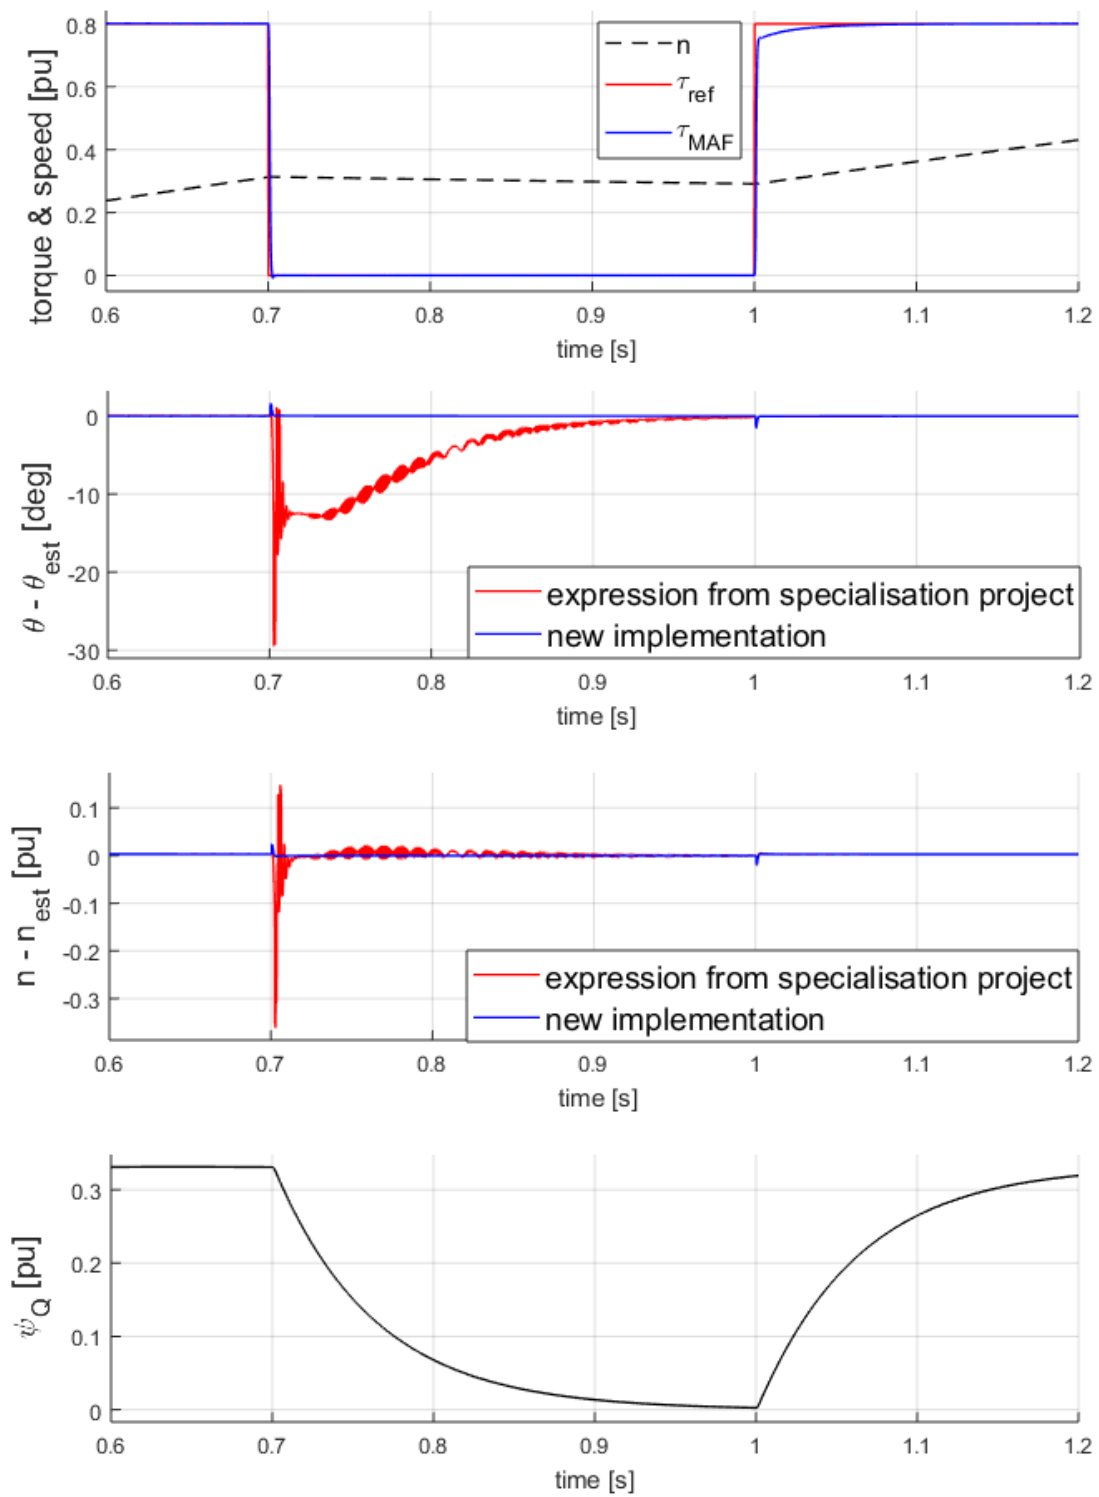 torque & speed [pu]
0.8
0.6
0.4
0.2
0
n
τref
τMAF
0.6 0.7 0.8 0.9 1 1.1 1.2
time [s]
θ - θest [deg]
0
-10
-20
-30
expression from specialisation project
new implementation
0.6 0.7 0.8 0.9 1 1.1 1.2
time [s]
n - nest [pu]
0.1
0
-0.1
-0.2
-0.3
expression from specialisation project
new implementation
0.6 0.7 0.8 0.9 1 1.1 1.2
time [s]
ψQ [pu]
0.3
0.2
0.1
0
0.6 0.7 0.8 0.9 1 1.1 1.2
time [s]